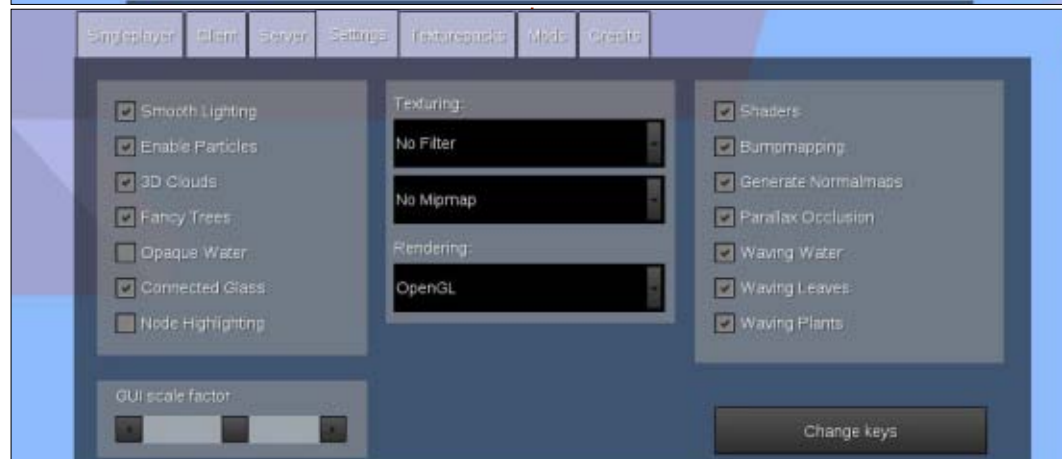 Singleplayer Client Server Settings Texturepacks Mods Credits
Smooth Lighting
Enable Particles
3D Clouds
Fancy Trees
Opaque Water
Connected Glass
Node Highlighting
GUI scale factor
Texturing:
No Filter
No Mipmap
Rendering:
OpenGL
Shaders
Bumpmapping
Generate Normalmaps
Parallax Occlusion
Waving Water
Waving Leaves
Waving Plants
Change keys